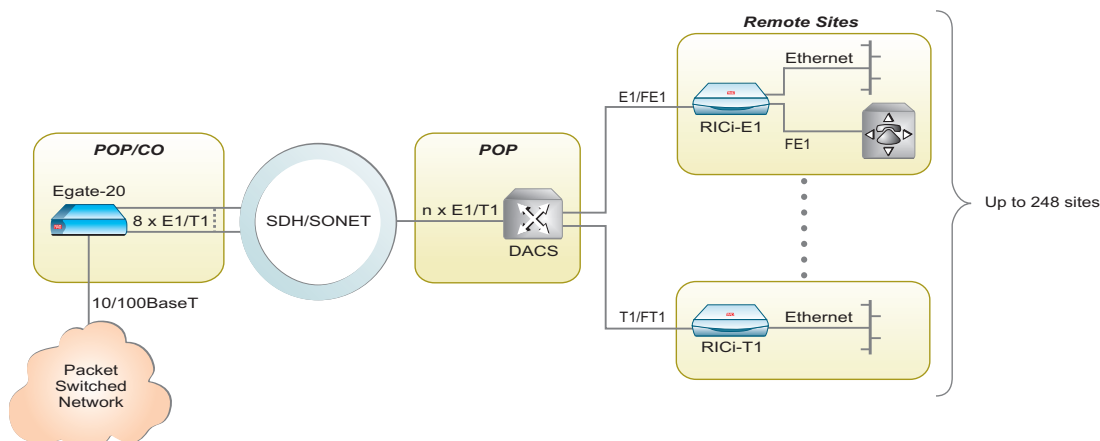 Remote Sites
Ethernet
E1/FE1
RICi-E1
FE1
POP/CO
Egate-20
8 x E1/T1
SDH/SONET
POP
n x E1/T1
DACS
Up to 248 sites
10/100BaseT
T1/FT1
Ethernet
RICi-T1
Packet
Switched
Network